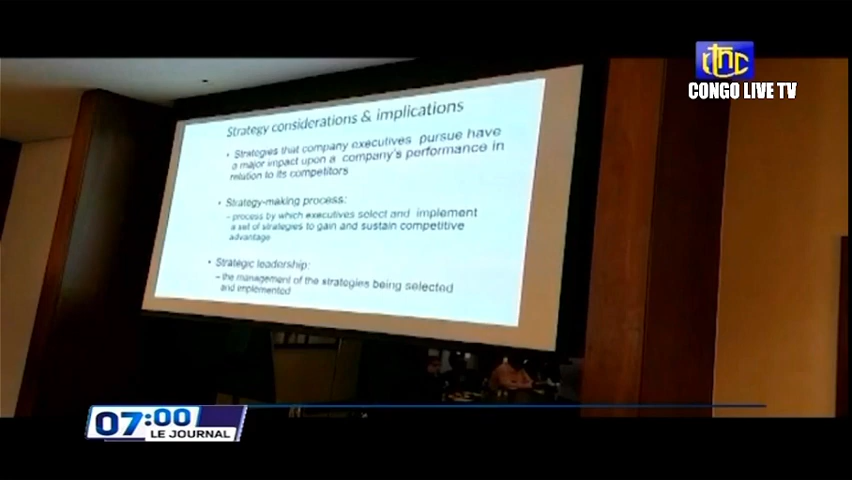 rtnc
CONGO LIVE TV
Strategy considerations & implications
• Strategies that company executives pursue have
a major impact upon a company's performance in
relation to its competitors
• Strategy-making process:
– process by which executives select and implement
a set of strategies to gain and sustain competitive
advantage
• Strategic leadership:
– the management of the strategies being selected
and implemented
07:00
LE JOURNAL